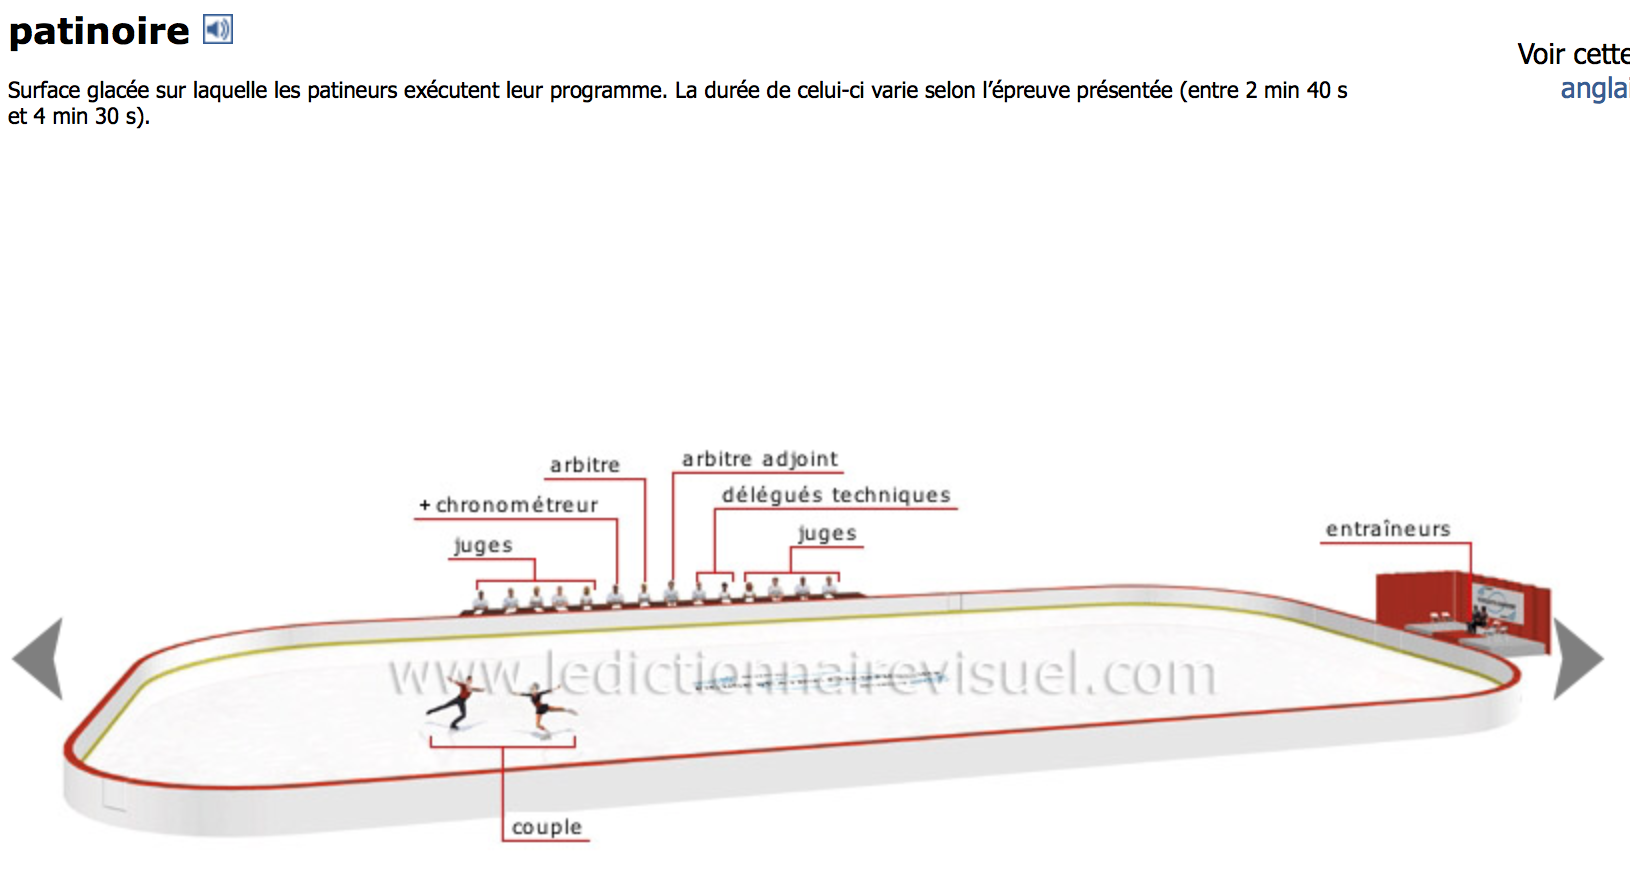 patinoire
Voir cette
anglai
Surface glacée sur laquelle les patineurs exécutent leur programme. La durée de celui-ci varie selon l’épreuve présentée (entre 2 min 40 s
et 4 min 30 s).
arbitre
arbitre adjoint
+ chronométreur
délégués techniques
juges
juges
entraîneurs
www.ledictionnairevisuel.com
couple